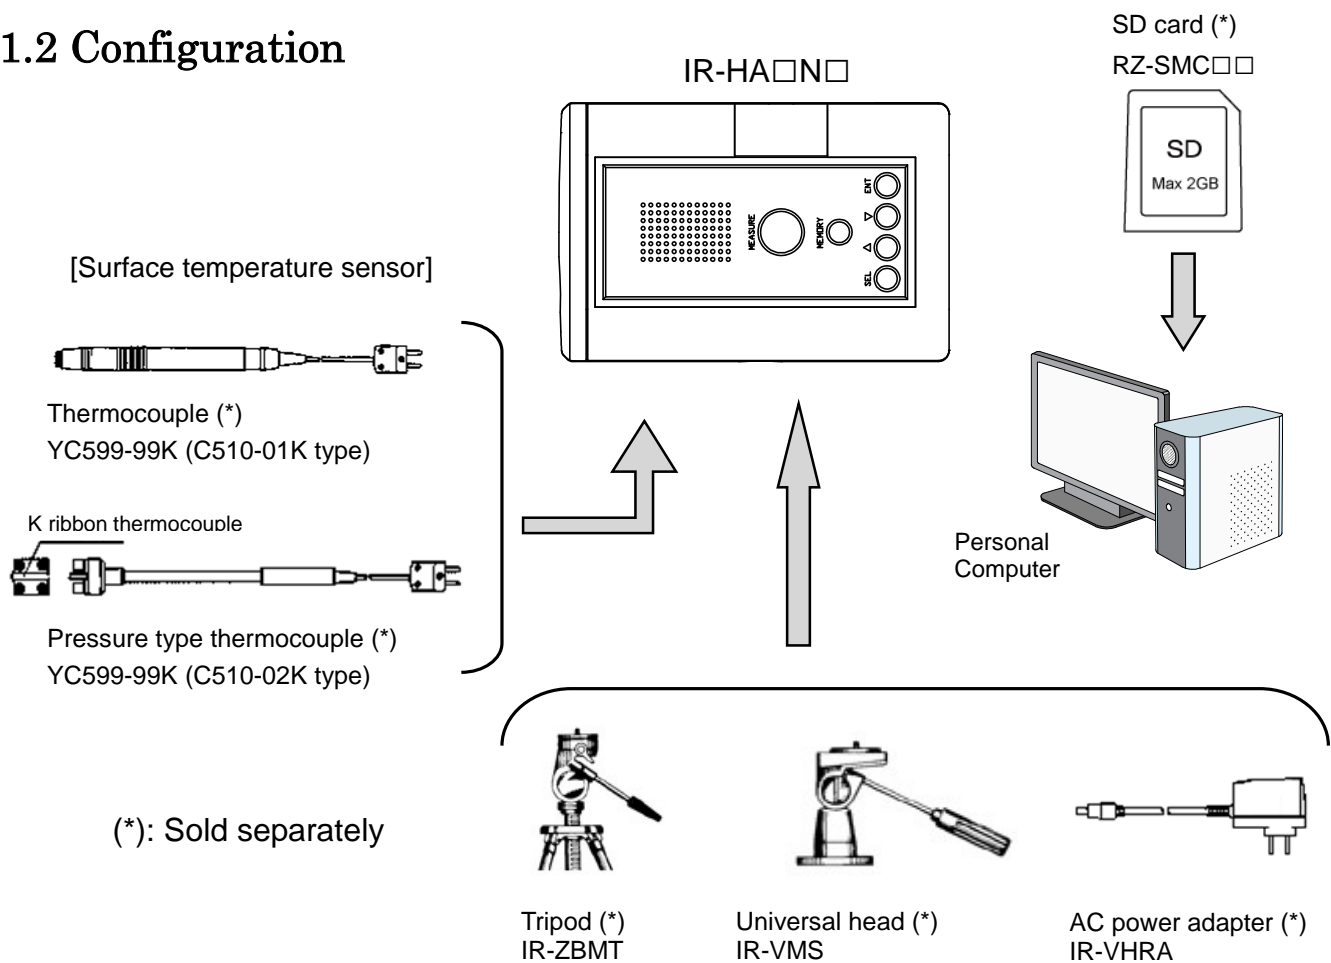 1.2 Configuration
IR-HA□N□
SD card (*)
RZ-SMC□□
SD
Max 2GB
MEASURE
MEMORY
ENT
▽
△
SEL
[Surface temperature sensor]
Thermocouple (*)
YC599-99K (C510-01K type)
K ribbon thermocouple
Pressure type thermocouple (*)
YC599-99K (C510-02K type)
Personal
Computer
(*): Sold separately
Tripod (*)
IR-ZBMT
Universal head (*)
IR-VMS
AC power adapter (*)
IR-VHRA